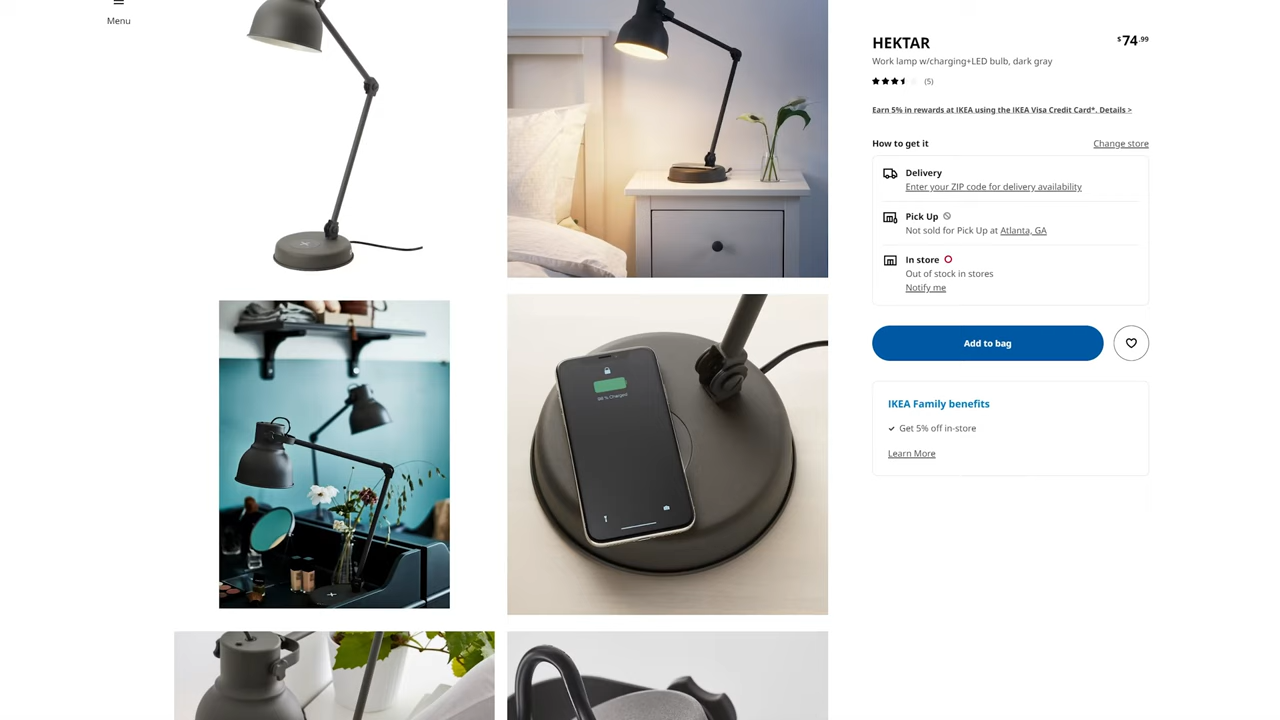 Menu
HEKTAR
$74.99
Work lamp w/charging+LED bulb, dark gray
(5)
Earn 5% in rewards at IKEA using the IKEA Visa Credit Card*. Details >
How to get it
Change store
Delivery
Enter your ZIP code for delivery availability
Pick Up
Not sold for Pick Up at Atlanta, GA
In store
Out of stock in stores
Notify me
Add to bag
IKEA Family benefits
Get 5% off in-store
Learn More